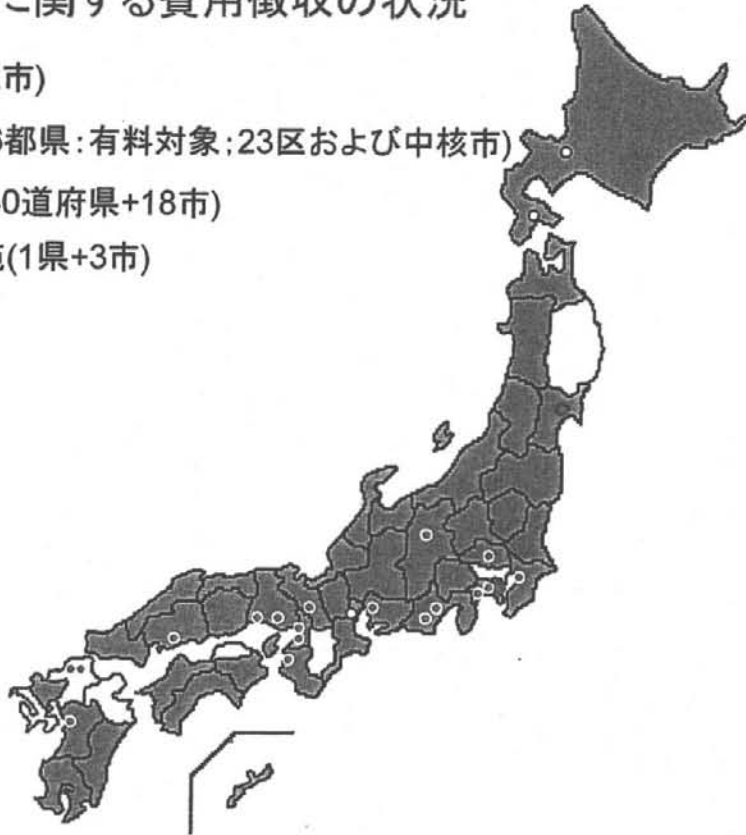 に関する費用徴収の状況
市)
都県:有料対象;23区および中核市)
0道府県+18市)
(1県+3市)